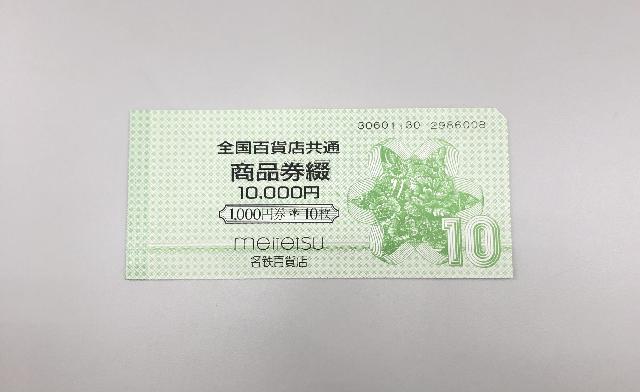 30601130 2986008
全国百貨店共通
商品券綴
10,000円
1,000円券＊10枚
meitetsu
名鉄百貨店
10